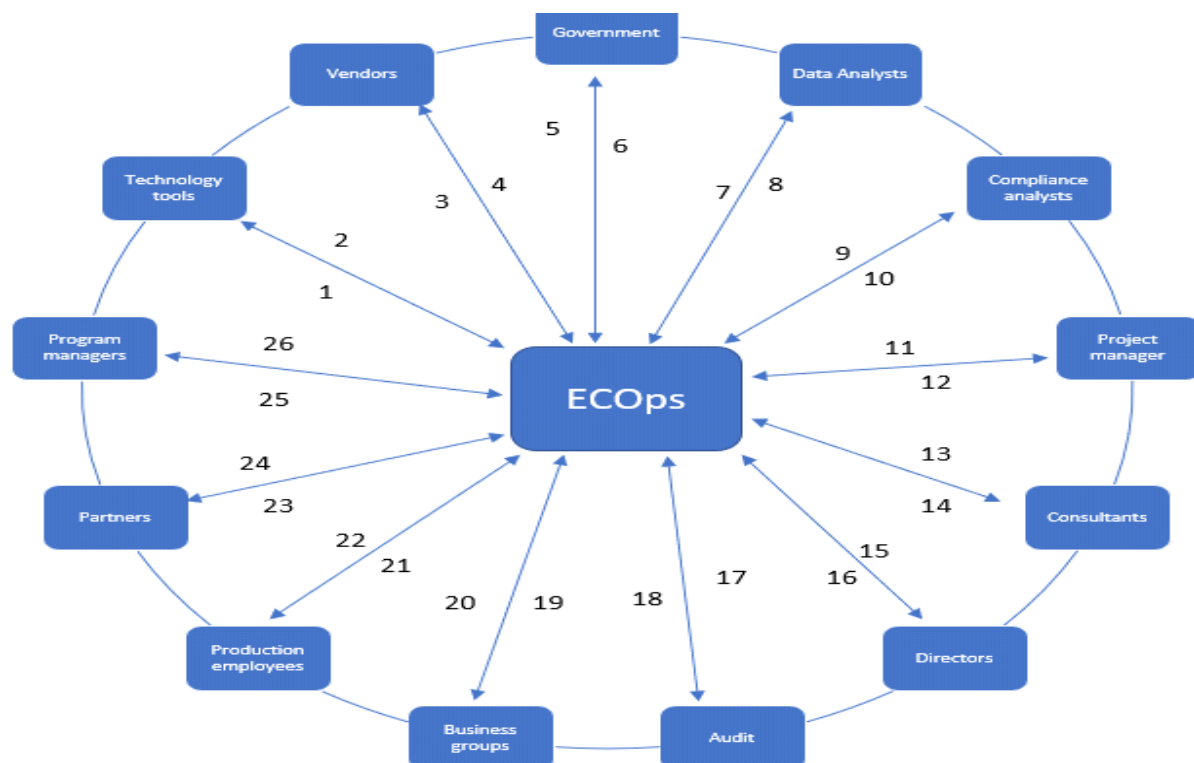 Government
Vendors
Data Analysts
5
6
Technology
tools
4
3
7
8
Compliance
analysts
2
1
9
10
Program
managers
26
25
ECOps
11
12
Project
manager
24
23
13
14
Partners
Consultants
22
21
20
19
18
17
15
16
Production
employees
Directors
Business
groups
Audit